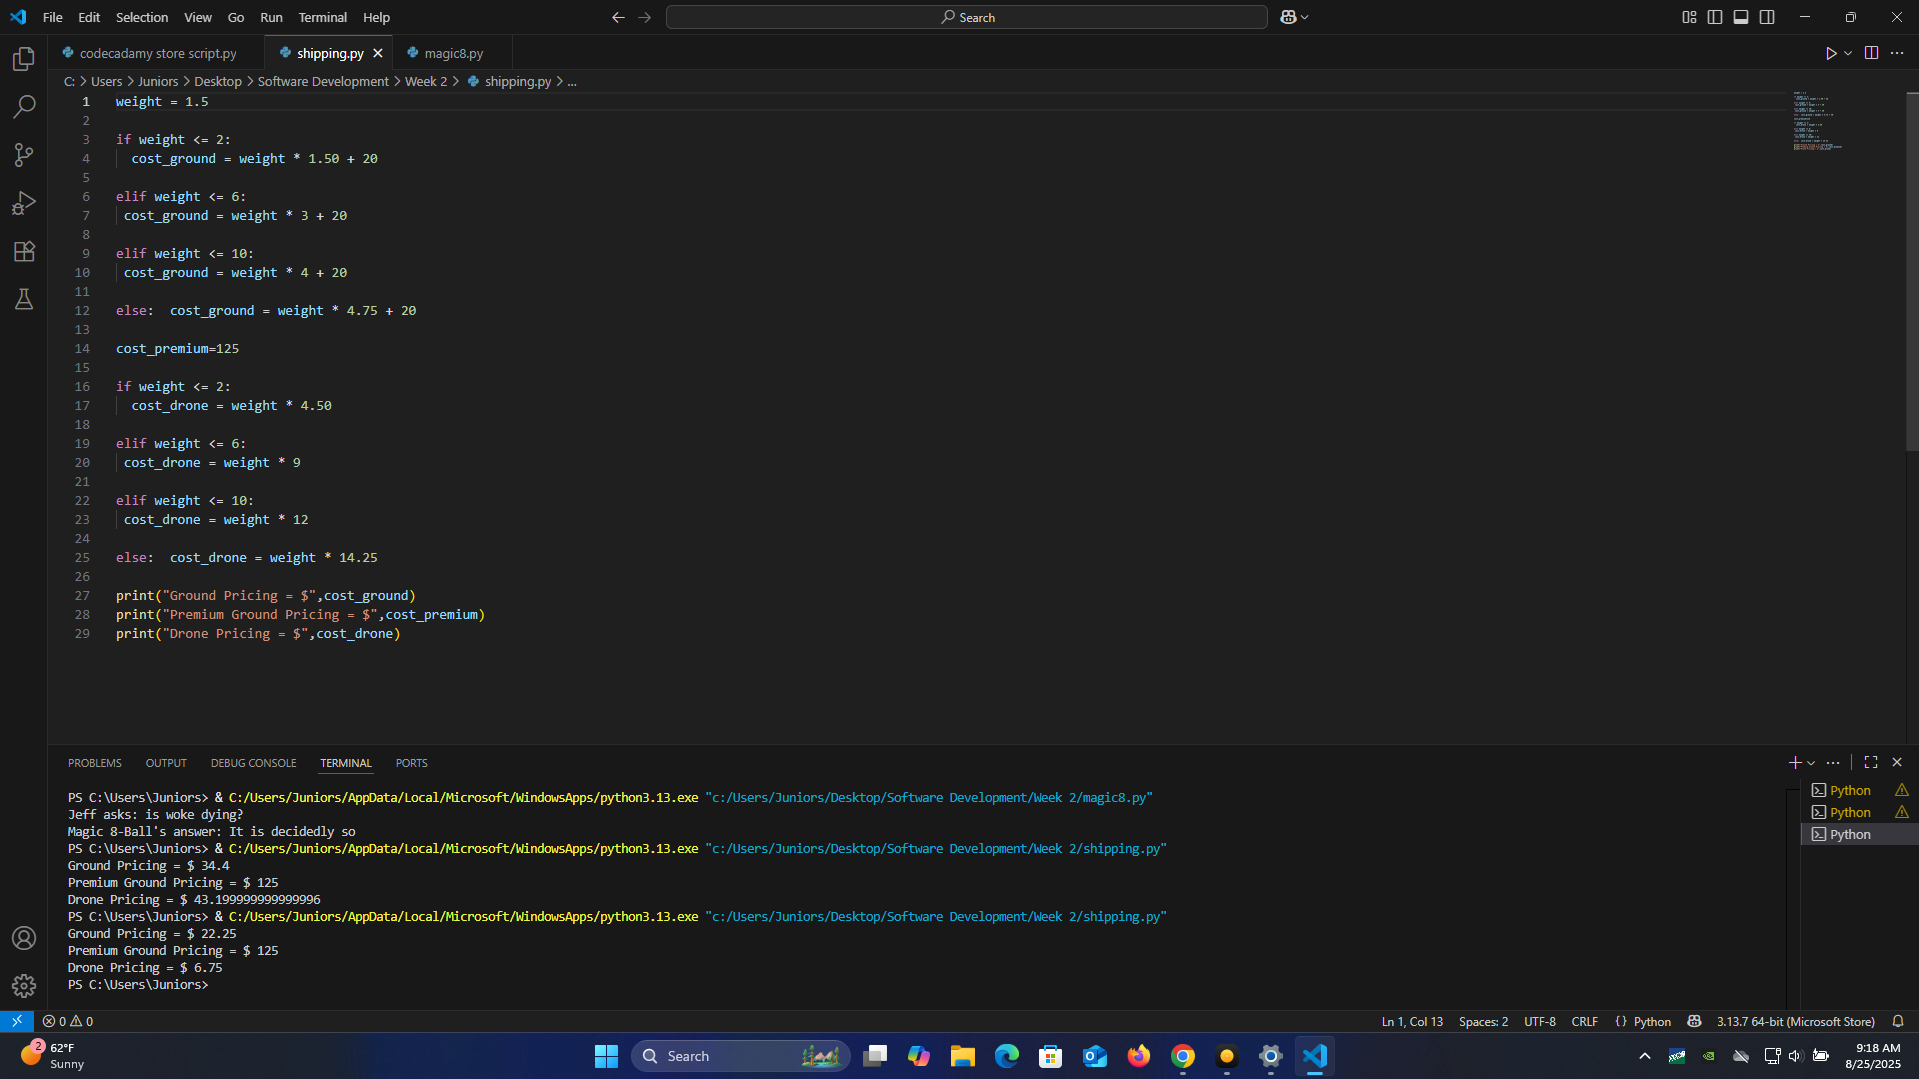 File Edit Selection View Go Run Terminal Help Search
codecadamy store script.py shipping.py magic8.py
C: > Users > Juniors > Desktop > Software Development > Week 2 > shipping.py > ...
1 weight = 1.5
2
3 if weight <= 2:
4 cost_ground = weight * 1.50 + 20
5
6 elif weight <= 6:
7 cost_ground = weight * 3 + 20
8
9 elif weight <= 10:
10 cost_ground = weight * 4 + 20
11
12 else:  cost_ground = weight * 4.75 + 20
13
14 cost_premium=125
15
16 if weight <= 2:
17 cost_drone = weight * 4.50
18
19 elif weight <= 6:
20 cost_drone = weight * 9
21
22 elif weight <= 10:
23 cost_drone = weight * 12
24
25 else:  cost_drone = weight * 14.25
26
27 print("Ground Pricing = $",cost_ground)
28 print("Premium Ground Pricing = $",cost_premium)
29 print("Drone Pricing = $",cost_drone)
PROBLEMS OUTPUT DEBUG CONSOLE TERMINAL PORTS
PS C:\Users\Juniors> & C:/Users/Juniors/AppData/Local/Microsoft/WindowsApps/python3.13.exe "c:/Users/Juniors/Desktop/Software Development/Week 2/magic8.py"
Jeff asks: is woke dying?
Magic 8-Ball's answer: It is decidedly so
PS C:\Users\Juniors> & C:/Users/Juniors/AppData/Local/Microsoft/WindowsApps/python3.13.exe "c:/Users/Juniors/Desktop/Software Development/Week 2/shipping.py"
Ground Pricing = $ 34.4
Premium Ground Pricing = $ 125
Drone Pricing = $ 43.199999999999996
PS C:\Users\Juniors> & C:/Users/Juniors/AppData/Local/Microsoft/WindowsApps/python3.13.exe "c:/Users/Juniors/Desktop/Software Development/Week 2/shipping.py"
Ground Pricing = $ 22.25
Premium Ground Pricing = $ 125
Drone Pricing = $ 6.75
PS C:\Users\Juniors>
Python
Python
Python
0 0 Ln 1, Col 13 Spaces: 2 UTF-8 CRLF {} Python 3.13.7 64-bit (Microsoft Store)
2 62°F
Sunny
Search
9:18 AM
8/25/2025